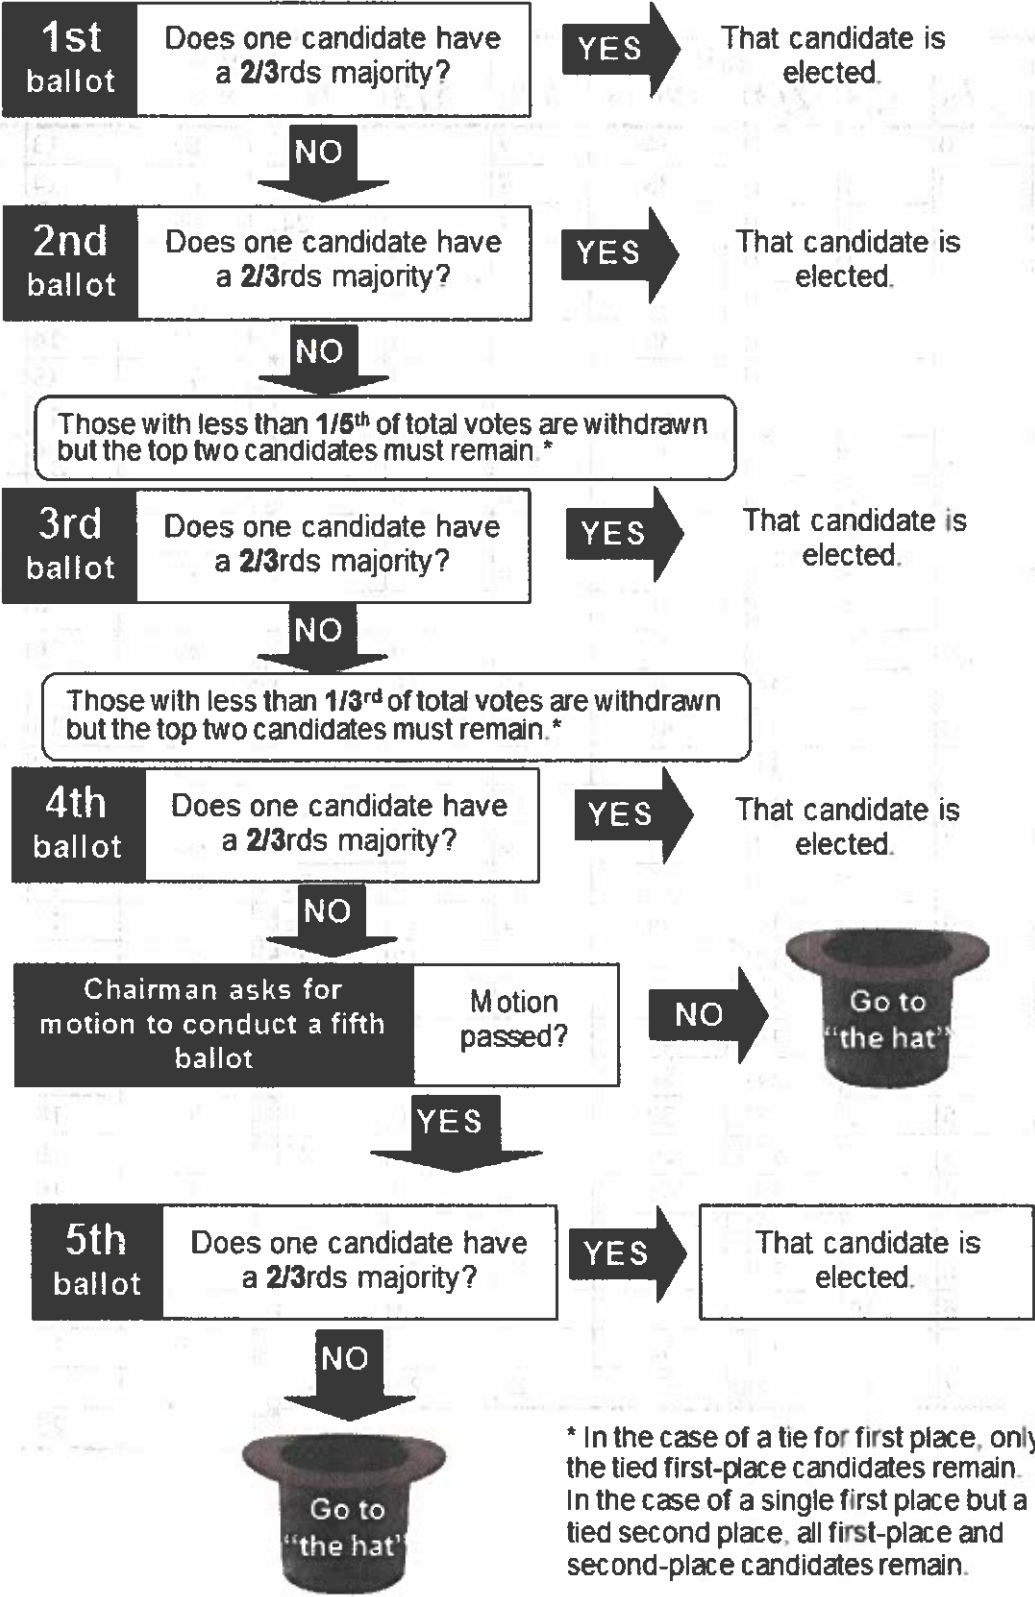 1st
ballot
Does one candidate have
a 2/3rds majority?
YES
That candidate is
elected.
NO
2nd
ballot
Does one candidate have
a 2/3rds majority?
YES
That candidate is
elected.
NO
Those with less than 1/5th of total votes are withdrawn
but the top two candidates must remain.*
3rd
ballot
Does one candidate have
a 2/3rds majority?
YES
That candidate is
elected.
NO
Those with less than 1/3rd of total votes are withdrawn
but the top two candidates must remain.*
4th
ballot
Does one candidate have
a 2/3rds majority?
YES
That candidate is
elected.
NO
Chairman asks for
motion to conduct a fifth
ballot
Motion
passed?
NO
Go to
"the hat"
YES
5th
ballot
Does one candidate have
a 2/3rds majority?
YES
That candidate is
elected.
NO
Go to
"the hat"
* In the case of a tie for first place, only
the tied first-place candidates remain.
In the case of a single first place but a
tied second place, all first-place and
second-place candidates remain.